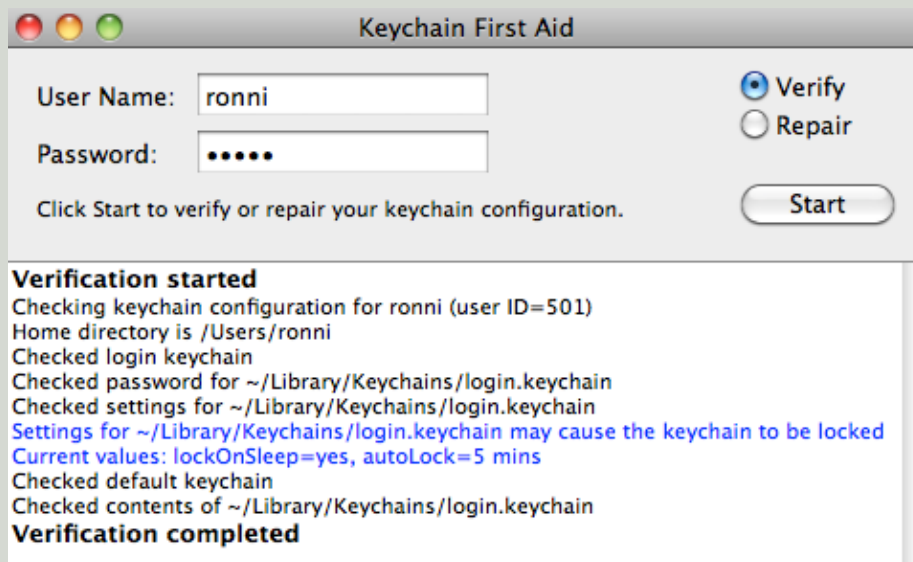 Keychain First Aid
User Name: ronni
Verify
Repair
Password: •••••
Click Start to verify or repair your keychain configuration.
Start
Verification started
Checking keychain configuration for ronni (user ID=501)
Home directory is /Users/ronni
Checked login keychain
Checked password for ~/Library/Keychains/login.keychain
Checked settings for ~/Library/Keychains/login.keychain
Settings for ~/Library/Keychains/login.keychain may cause the keychain to be locked
Current values: lockOnSleep=yes, autoLock=5 mins
Checked default keychain
Checked contents of ~/Library/Keychains/login.keychain
Verification completed